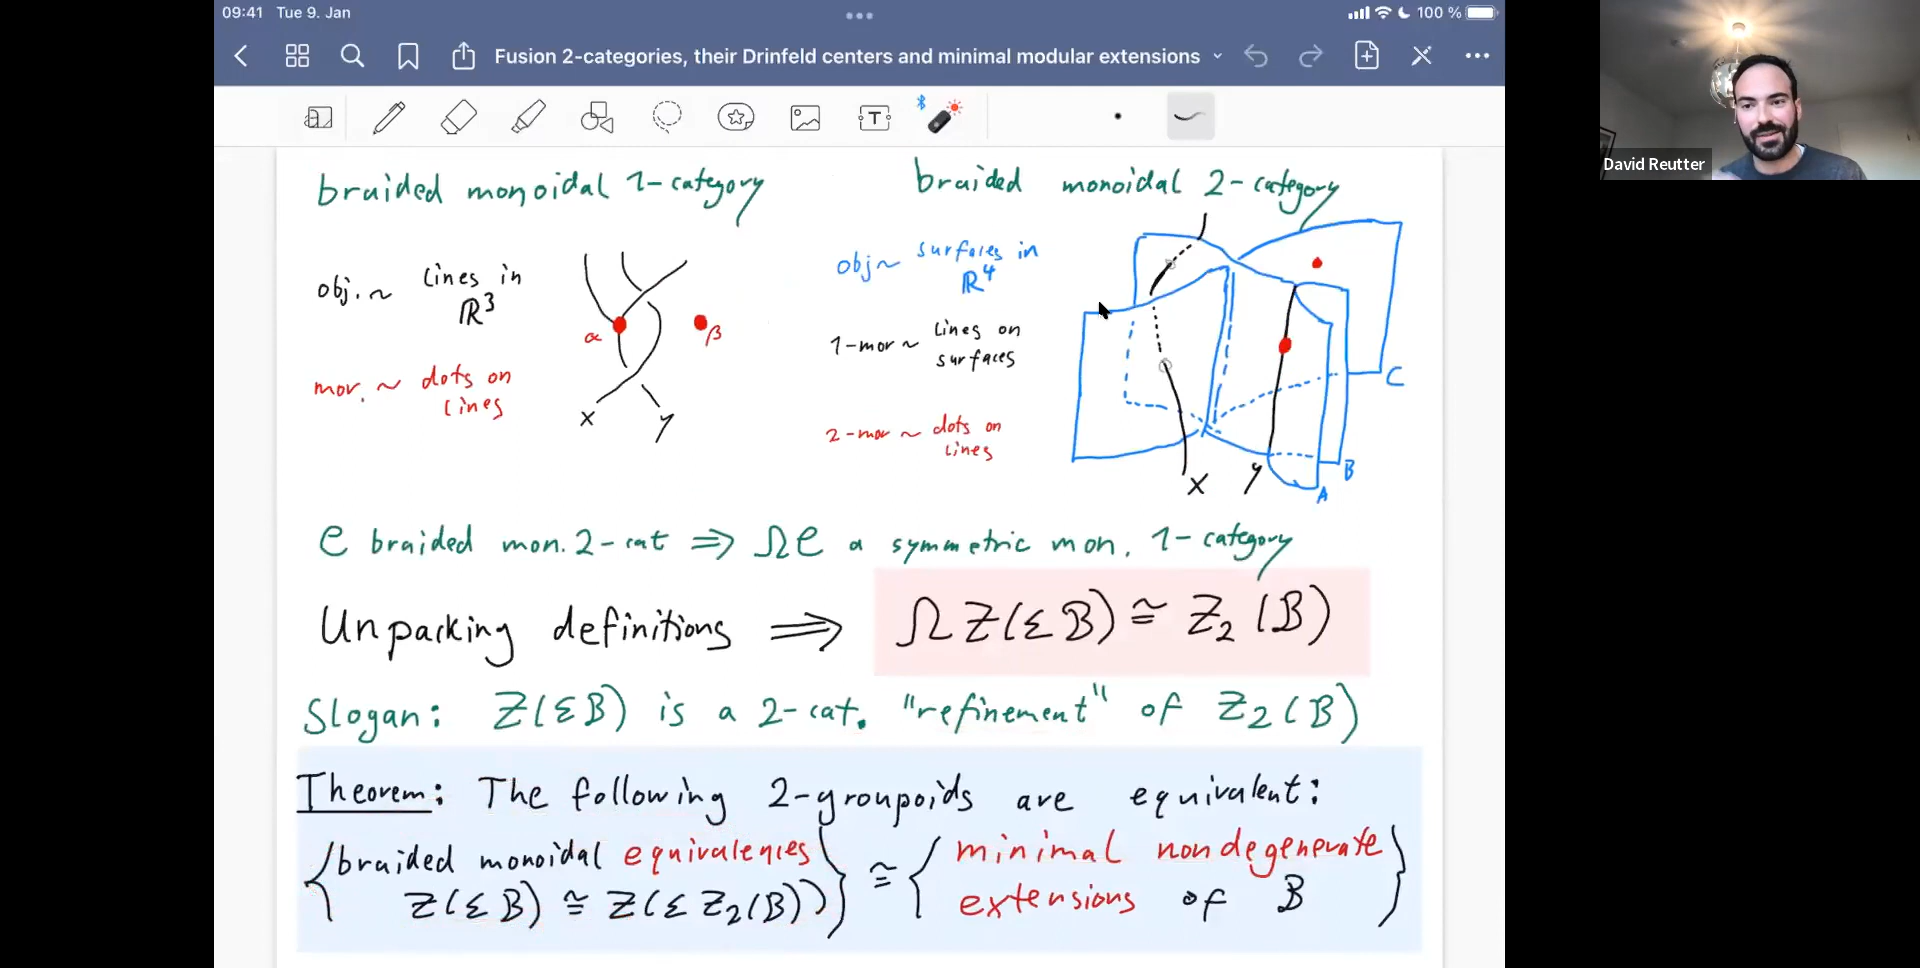 09:41 Tue 9. Jan
100 %
Fusion 2-categories, their Drinfeld centers and minimal modular extensions
T
David Reutter
braided monoidal 1-category
braided monoidal 2-category
obj. ~ lines in ℝ³
mor. ~ dots on lines
α
β
x y
obj ~ surfaces in ℝ⁴
1-mor ~ lines on surfaces
2-mor ~ dots on lines
C
B
A
X Y
C braided mon. 2-cat ⇒ ΩC a symmetric mon. 1-category
Unpacking definitions ⇒ ΩZ(ΣB) ≅ Z₂(B)
Slogan: Z(ΣB) is a 2-cat. "refinement" of Z₂(B)
Theorem: The following 2-groupoids are equivalent:
{braided monoidal equivalences Z(ΣB) ≅ Z(ΣZ₂(B))} ≅ {minimal nondegenerate extensions of B}